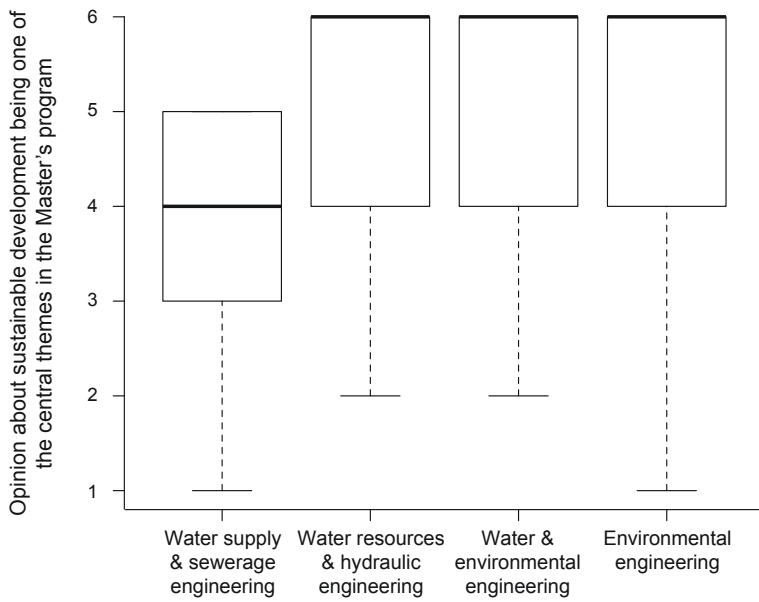 Opinion about sustainable development being one of
the central themes in the Master's program
6
5
4
3
2
1
Water supply
& sewerage
engineering
Water resources
& hydraulic
engineering
Water &
environmental
engineering
Environmental
engineering